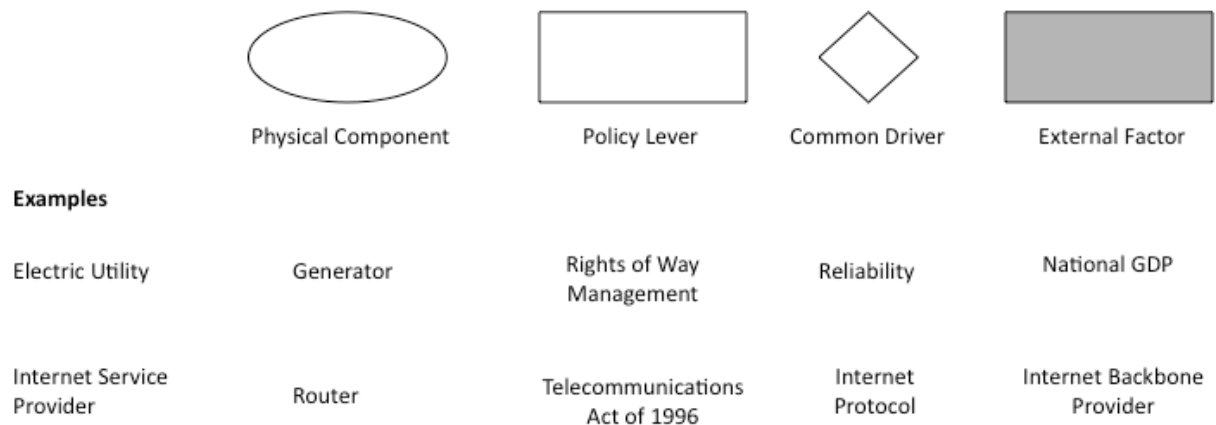 Physical Component
Policy Lever
Common Driver
External Factor
Examples
Electric Utility
Generator
Rights of Way
Management
Reliability
National GDP
Internet Service
Provider
Router
Telecommunications
Act of 1996
Internet
Protocol
Internet Backbone
Provider